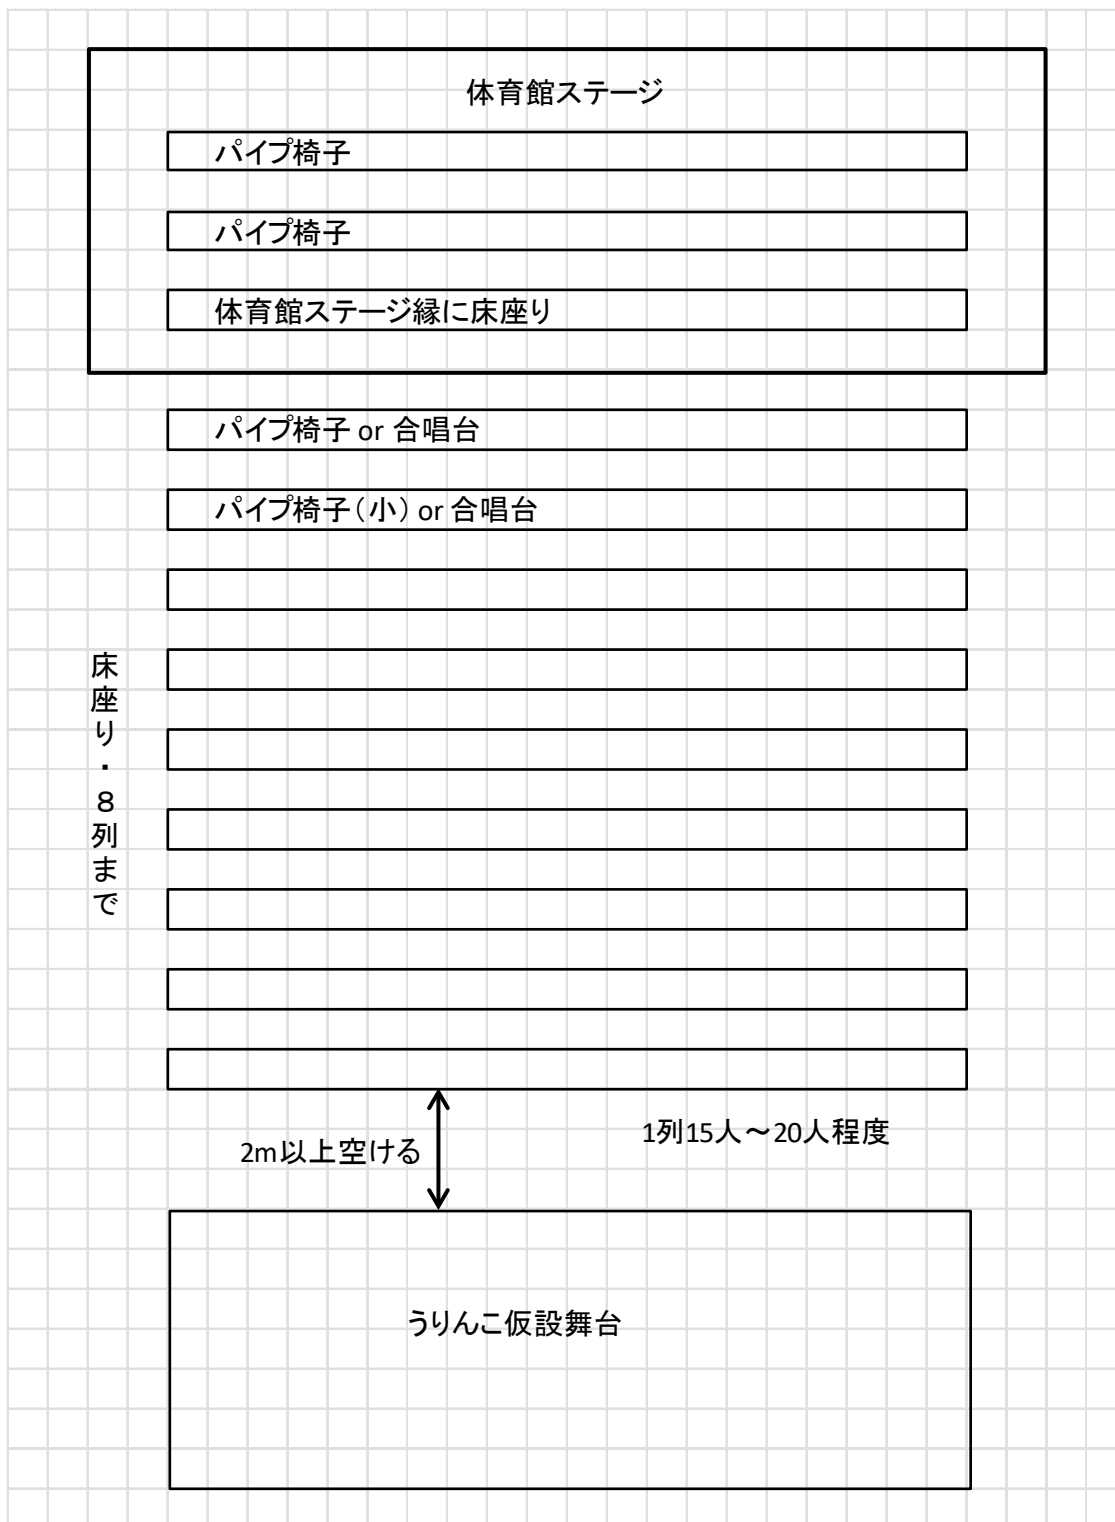 体育館ステージ
パイプ椅子
パイプ椅子
体育館ステージ縁に床座り
パイプ椅子 or 合唱台
パイプ椅子（小） or 合唱台
床座り・８列まで
1列15人～20人程度
2m以上空ける
うりんこ仮設舞台